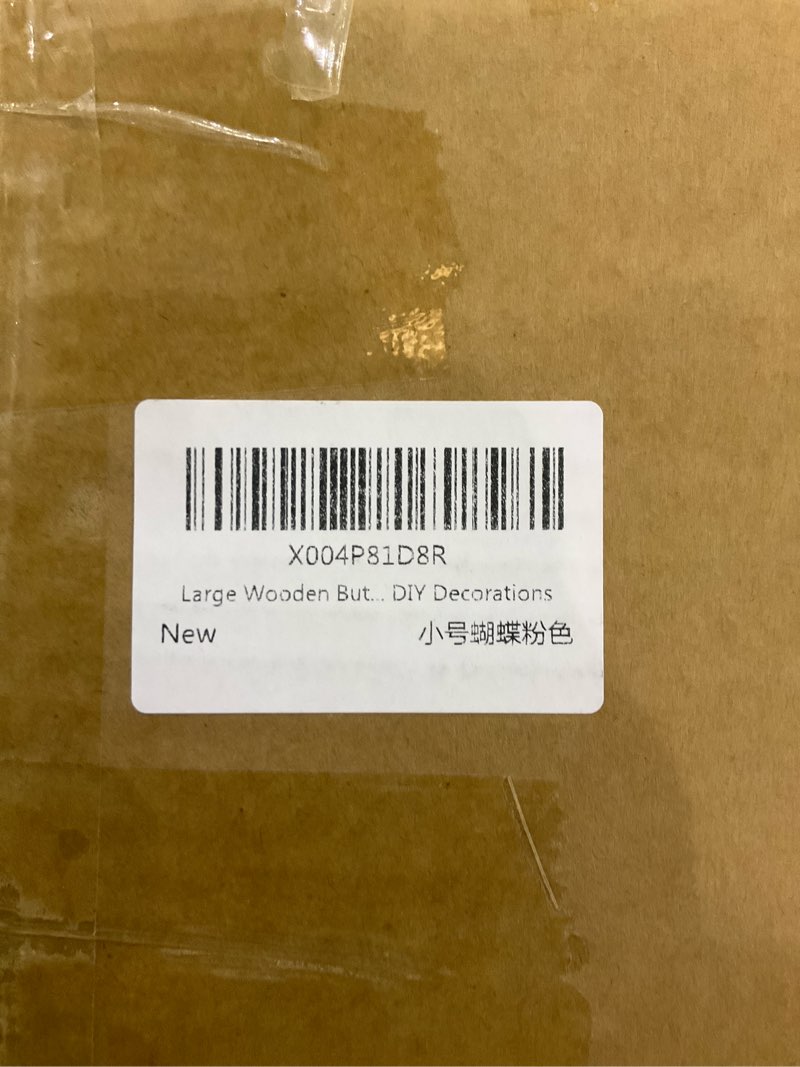 X004P81D8R
Large Wooden But... DIY Decorations
New 小号蝴蝶粉色